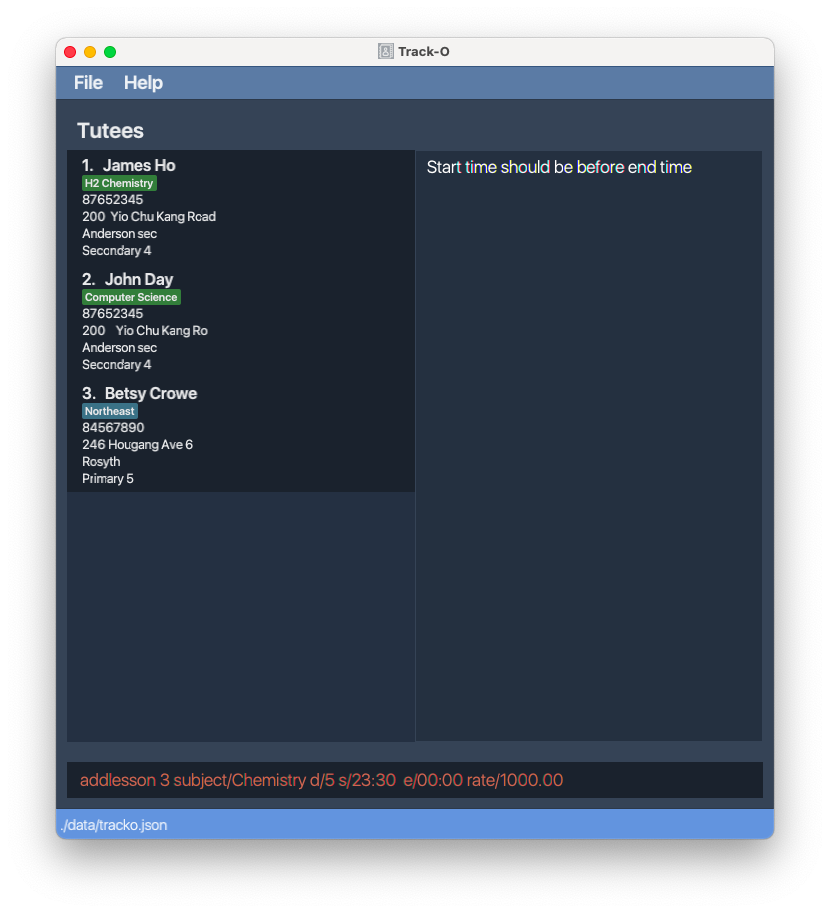 Track-O
File Help
Tutees
1. James Ho
H2 Chemistry
87652345
200 Yio Chu Kang Road
Anderson sec
Secondary 4
2. John Day
Computer Science
87652345
200 Yio Chu Kang Ro
Anderson sec
Secondary 4
3. Betsy Crowe
Northeast
84567890
246 Hougang Ave 6
Rosyth
Primary 5
Start time should be before end time
addlesson 3 subject/Chemistry d/5 s/23:30 e/00:00 rate/1000.00
./data/tracko.json